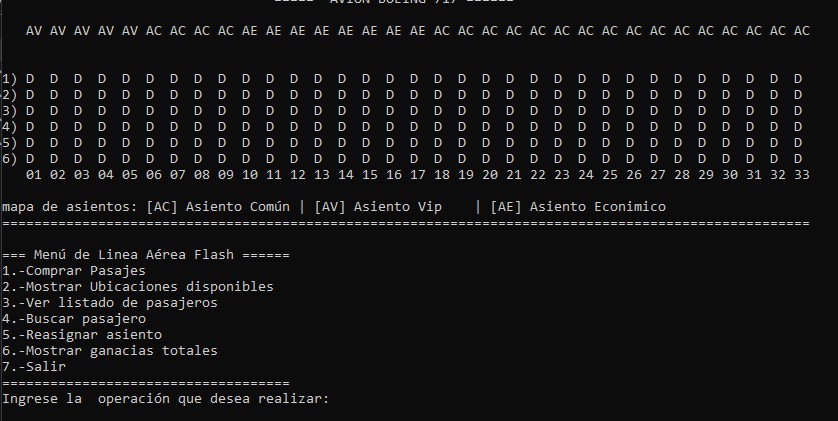 ===== AVION BOEING 717 ======
AV AV AV AV AV AC AC AC AC AE AE AE AE AE AE AE AE AC AC AC AC AC AC AC AC AC AC AC AC AC AC AC AC
1) D D D D D D D D D D D D D D D D D D D D D D D D D D D D D D D D D
2) D D D D D D D D D D D D D D D D D D D D D D D D D D D D D D D D D
3) D D D D D D D D D D D D D D D D D D D D D D D D D D D D D D D D D
4) D D D D D D D D D D D D D D D D D D D D D D D D D D D D D D D D D
5) D D D D D D D D D D D D D D D D D D D D D D D D D D D D D D D D D
6) D D D D D D D D D D D D D D D D D D D D D D D D D D D D D D D D D
01 02 03 04 05 06 07 08 09 10 11 12 13 14 15 16 17 18 19 20 21 22 23 24 25 26 27 28 29 30 31 32 33
mapa de asientos: [AC] Asiento Común | [AV] Asiento Vip | [AE] Asiento Econimico
=====================================================================================================
=== Menú de Linea Aérea Flash ======
1.-Comprar Pasajes
2.-Mostrar Ubicaciones disponibles
3.-Ver listado de pasajeros
4.-Buscar pasajero
5.-Reasignar asiento
6.-Mostrar ganacias totales
7.-Salir
====================================
Ingrese la operación que desea realizar: